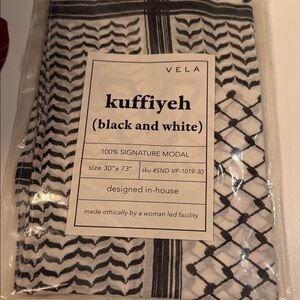 VELA
kuffiyeh
(black and white)
100% SIGNATURE MODAL
size 30"x 73" sku #SND-VP-1019-30
designed in-house
made ethically by a woman led facility